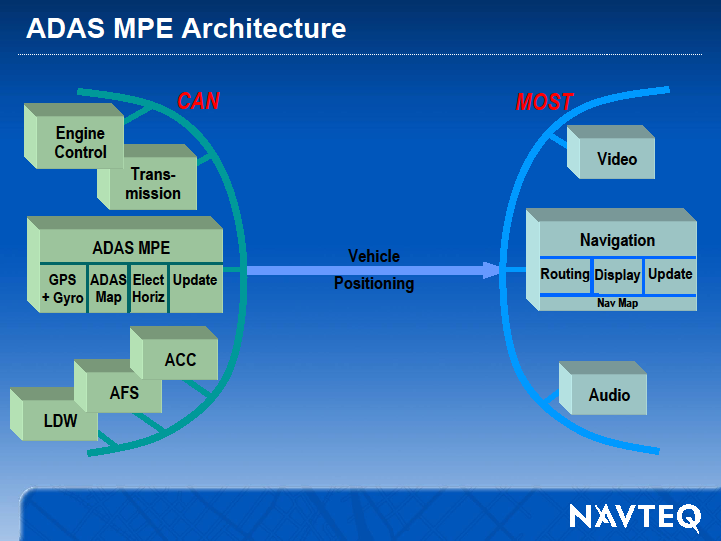 ADAS MPE Architecture
CAN
MOST
Engine
Control
Trans-
mission
Video
ADAS MPE
GPS
+ Gyro
ADAS
Map
Elect
Horiz
Update
Vehicle
Positioning
Navigation
Routing
Display
Update
Nav Map
ACC
AFS
LDW
Audio
NAVTEQ